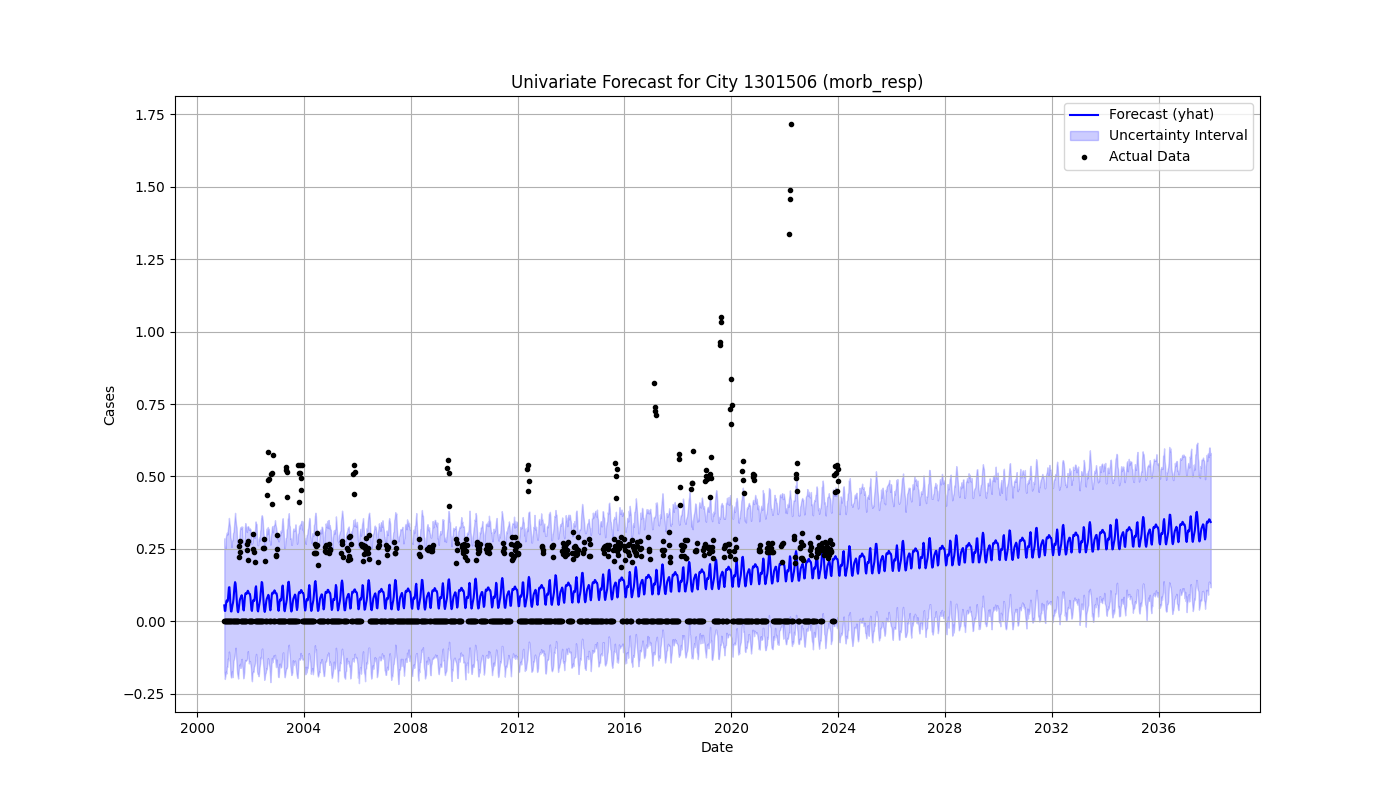 Univariate Forecast for City 1301506 (morb_resp)
Forecast (yhat)
Uncertainty Interval
Actual Data
Cases
1.75
1.50
1.25
1.00
0.75
0.50
0.25
0.00
−0.25
2000 2004 2008 2012 2016 2020 2024 2028 2032 2036
Date